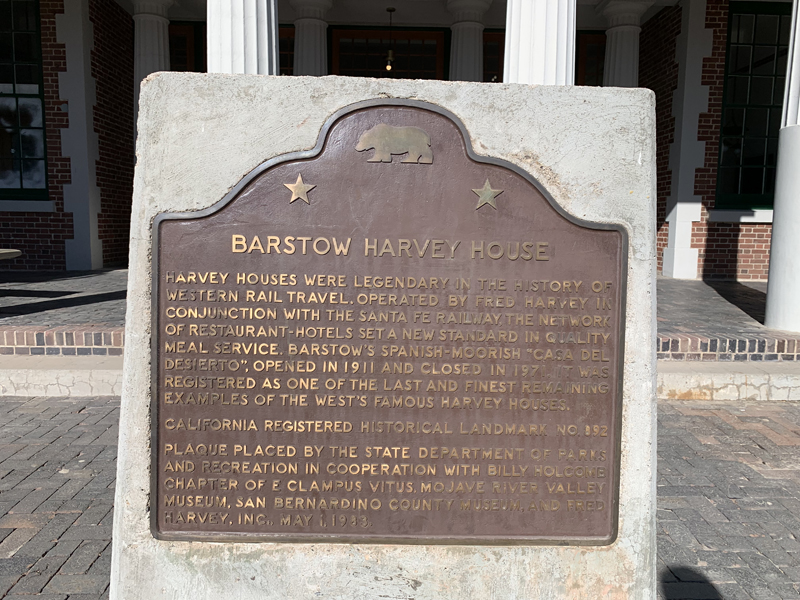 BARSTOW HARVEY HOUSE
HARVEY HOUSES WERE LEGENDARY IN THE HISTORY OF
WESTERN RAIL TRAVEL. OPERATED BY FRED HARVEY IN
CONJUNCTION WITH THE SANTA FE RAILWAY THE NETWORK
OF RESTAURANT-HOTELS SET A NEW STANDARD IN QUALITY
MEAL SERVICE. BARSTOW'S SPANISH-MOORISH "CASA DEL
DESIERTO", OPENED IN 1911 AND CLOSED IN 1971. IT WAS
REGISTERED AS ONE OF THE LAST AND FINEST REMAINING
EXAMPLES OF THE WEST'S FAMOUS HARVEY HOUSES.
CALIFORNIA REGISTERED HISTORICAL LANDMARK NO. 892
PLAQUE PLACED BY THE STATE DEPARTMENT OF PARKS
AND RECREATION IN COOPERATION WITH BILLY HOLCOMB
CHARTER OF E CLAMPUS VITUS, MOJAVE RIVER VALLEY
MUSEUM, SAN BERNARDINO COUNTY MUSEUM, AND FRED
HARVEY, INC., MAY 1, 1983.